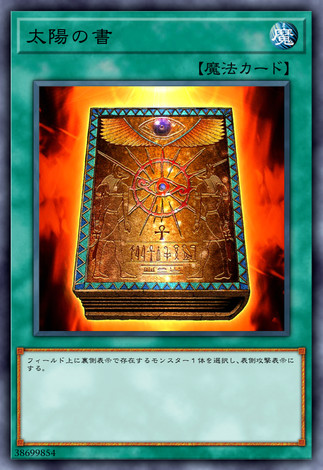 太陽の書
魔
【魔法カード】
フィールド上に裏側表示で存在するモンスター1体を選択し、表側攻撃表示に
する。
38699854